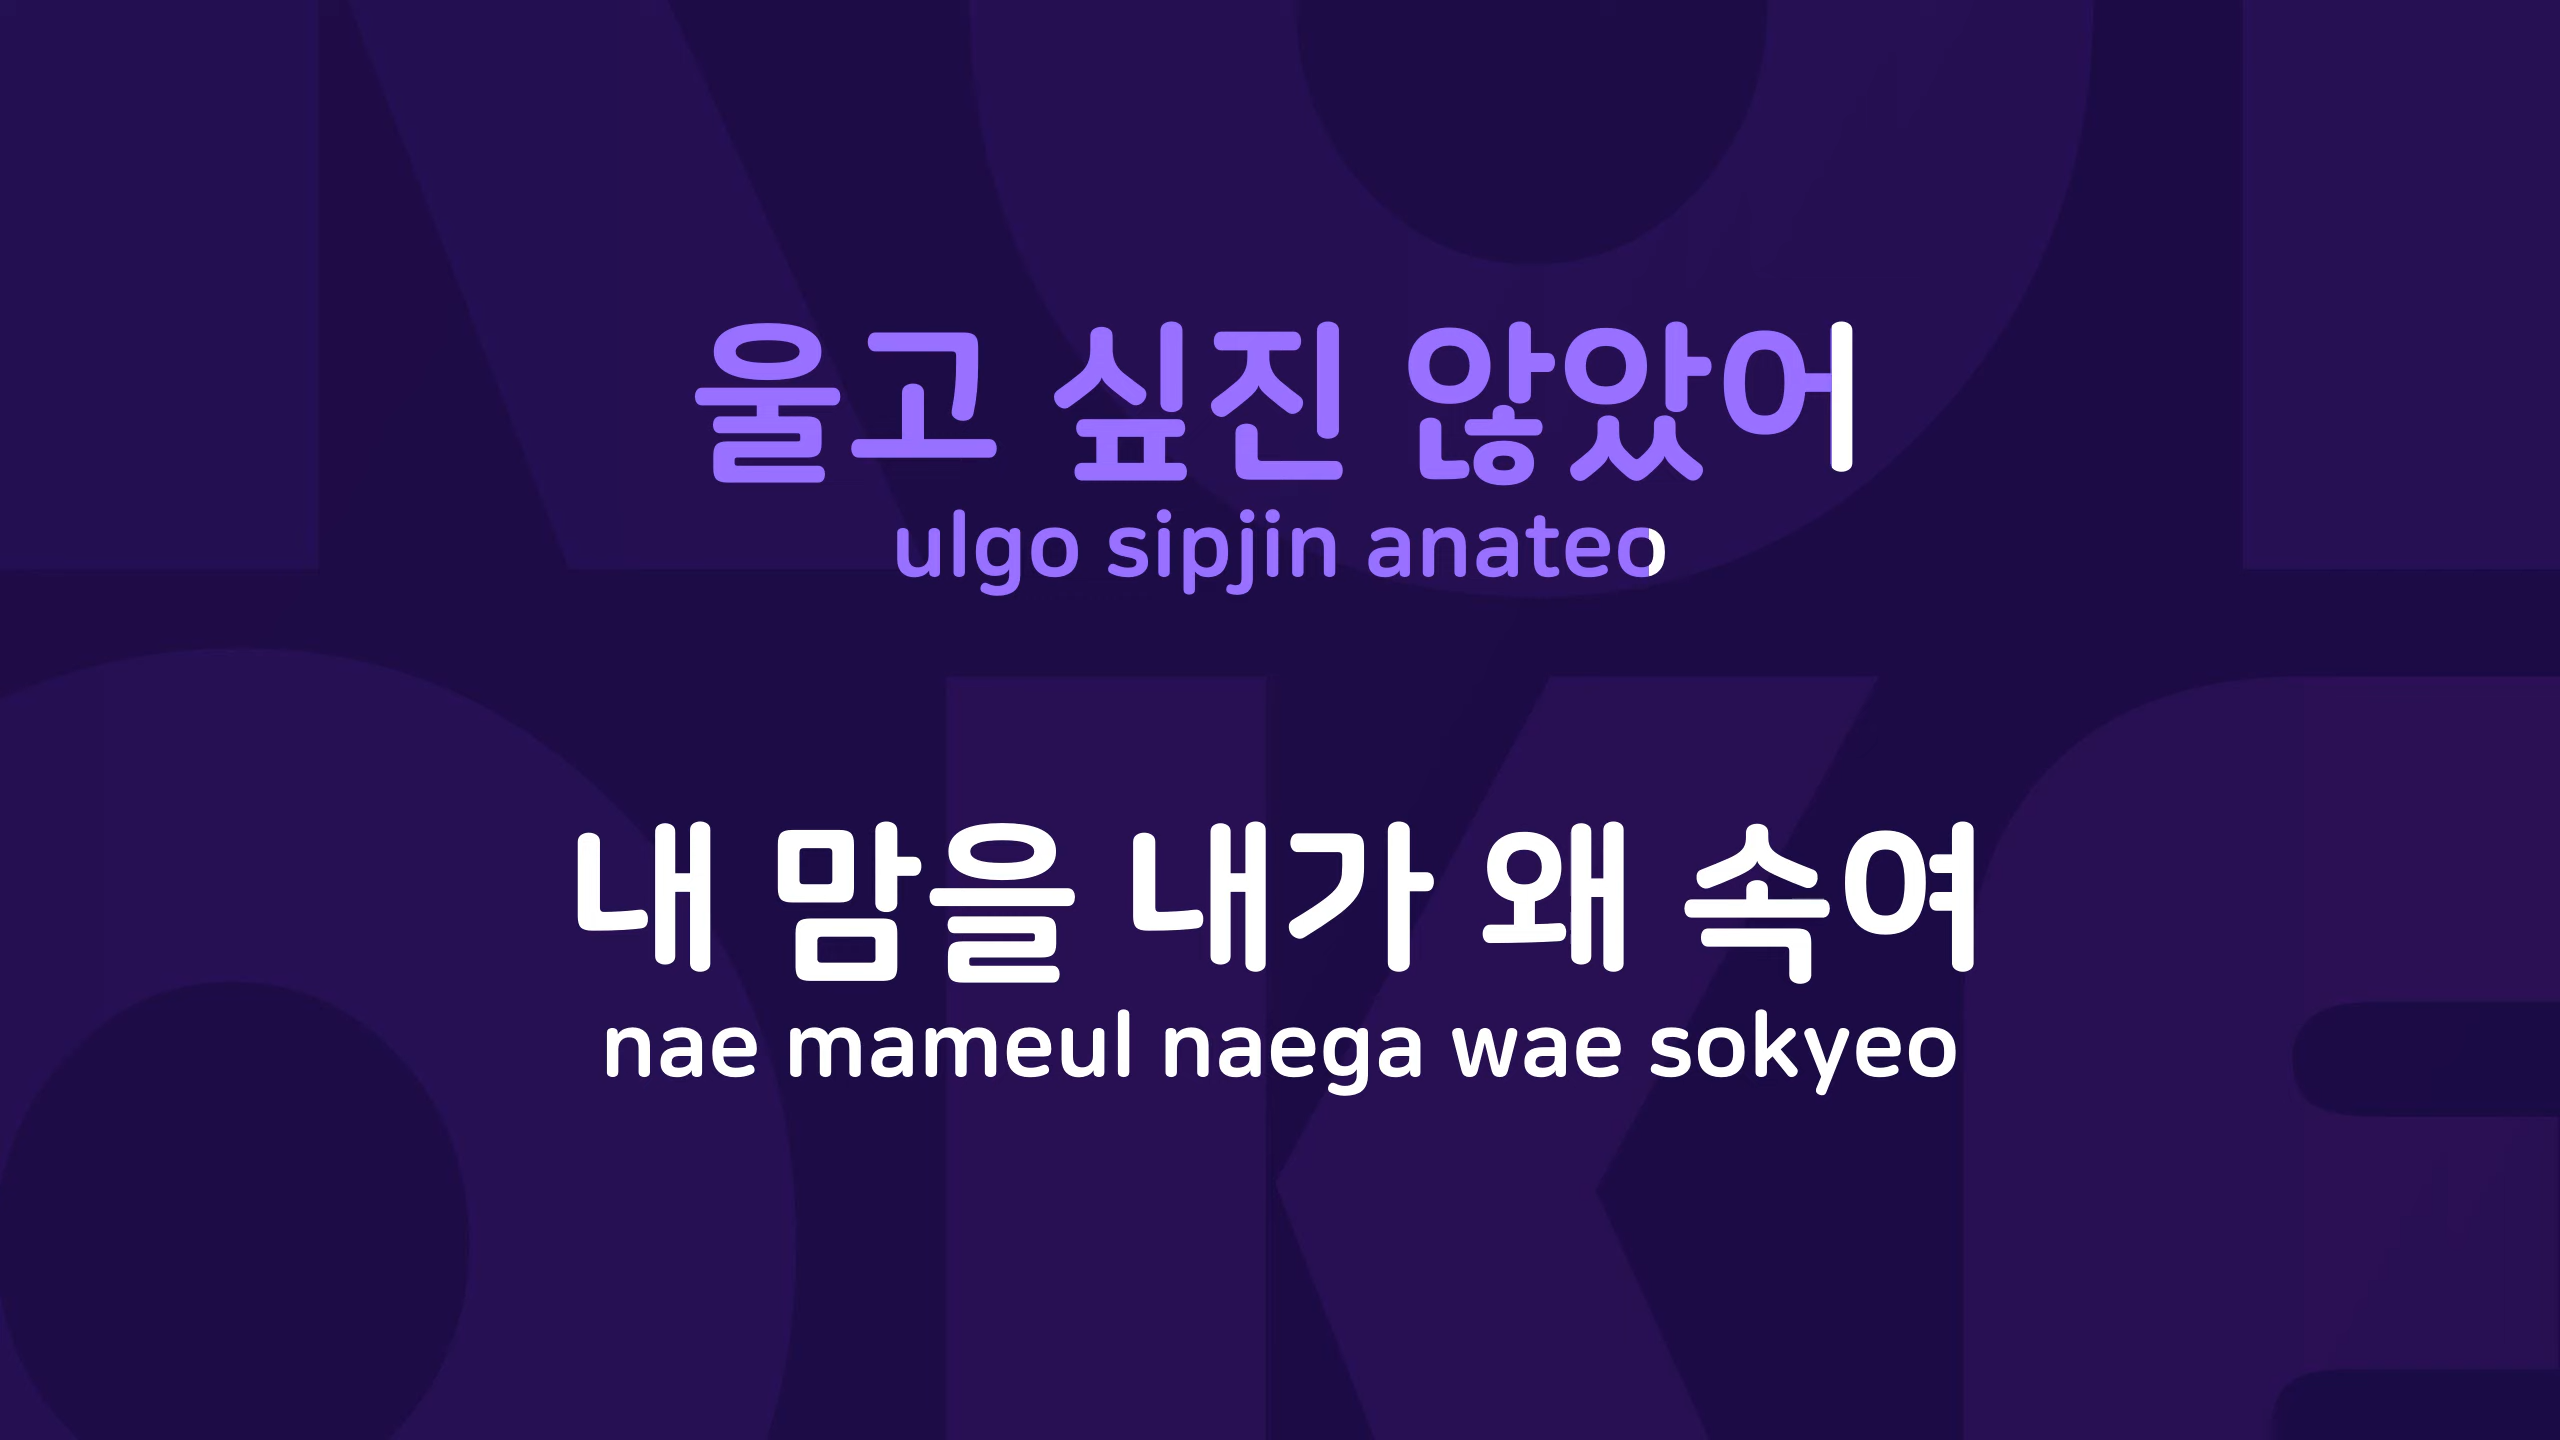 울고 싶진 않았어
ulgo sipjin anateo
내 맘을 내가 왜 속여
nae mameul naega wae sokyeo